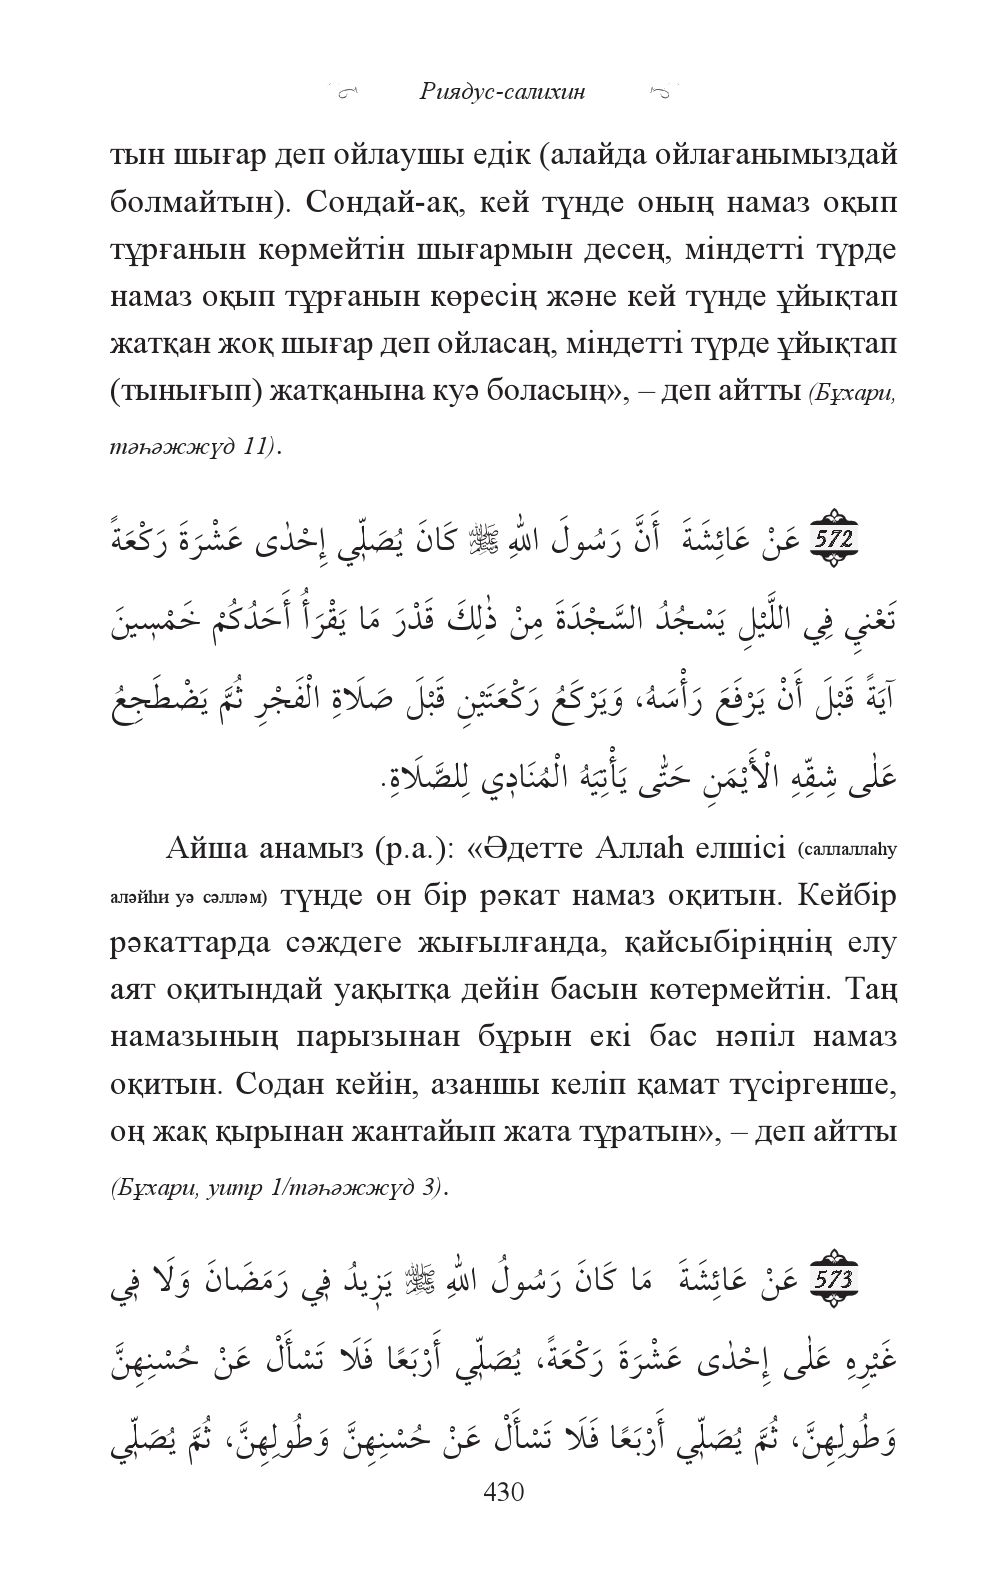 Риядус-салихин
тын шығар деп ойлаушы едік (алайда ойлағанымыздай
болмайтын). Сондай-ақ, кей түнде оның намаз оқып
тұрғанын көрмейтін шығармын десең, міндетті түрде
намаз оқып тұрғанын көресің және кей түнде ұйықтап
жатқан жоқ шығар деп ойласаң, міндетті түрде ұйықтап
(тынығып) жатқанына куә боласың», – деп айтты (Бұхари,
тәһәжжүд 11).
572 عَنْ عَائِشَةَ أَنَّ رَسُولَ اللهِ ﷺ كَانَ يُصَلِّي إِحْدٰى عَشْرَةَ رَكْعَةً
تَعْنِي فِي اللَّيْلِ يَسْجُدُ السَّجْدَةَ مِنْ ذٰلِكَ قَدْرَ مَا يَقْرَأُ أَحَدُكُمْ خَمْسِينَ
آيَةً قَبْلَ أَنْ يَرْفَعَ رَأْسَهُ، وَيَرْكَعُ رَكْعَتَيْنِ قَبْلَ صَلَاةِ الْفَجْرِ ثُمَّ يَضْطَجِعُ
عَلٰى شِقِّهِ الْأَيْمَنِ حَتّٰى يَأْتِيَهُ الْمُنَادِي لِلصَّلَاةِ.
Айша анамыз (р.а.): «Әдетте Аллаһ елшісі (саллаллаһу
аләйһи уә сәлләм) түнде он бір рәкат намаз оқитын. Кейбір
рәкаттарда сәждеге жығылғанда, қайсыбіріңнің елу
аят оқитындай уақытқа дейін басын көтермейтін. Таң
намазының парызынан бұрын екі бас нәпіл намаз
оқитын. Содан кейін, азаншы келіп қамат түсіргенше,
оң жақ қырынан жантайып жата тұратын», – деп айтты
(Бұхари, уитр 1/тәһәжжүд 3).
573 عَنْ عَائِشَةَ مَا كَانَ رَسُولُ اللهِ ﷺ يَزِيدُ فِي رَمَضَانَ وَلَا فِي
غَيْرِهِ عَلٰى إِحْدٰى عَشْرَةَ رَكْعَةً، يُصَلِّي أَرْبَعًا فَلَا تَسْأَلْ عَنْ حُسْنِهِنَّ
وَطُولِهِنَّ، ثُمَّ يُصَلِّي أَرْبَعًا فَلَا تَسْأَلْ عَنْ حُسْنِهِنَّ وَطُولِهِنَّ، ثُمَّ يُصَلِّي
430